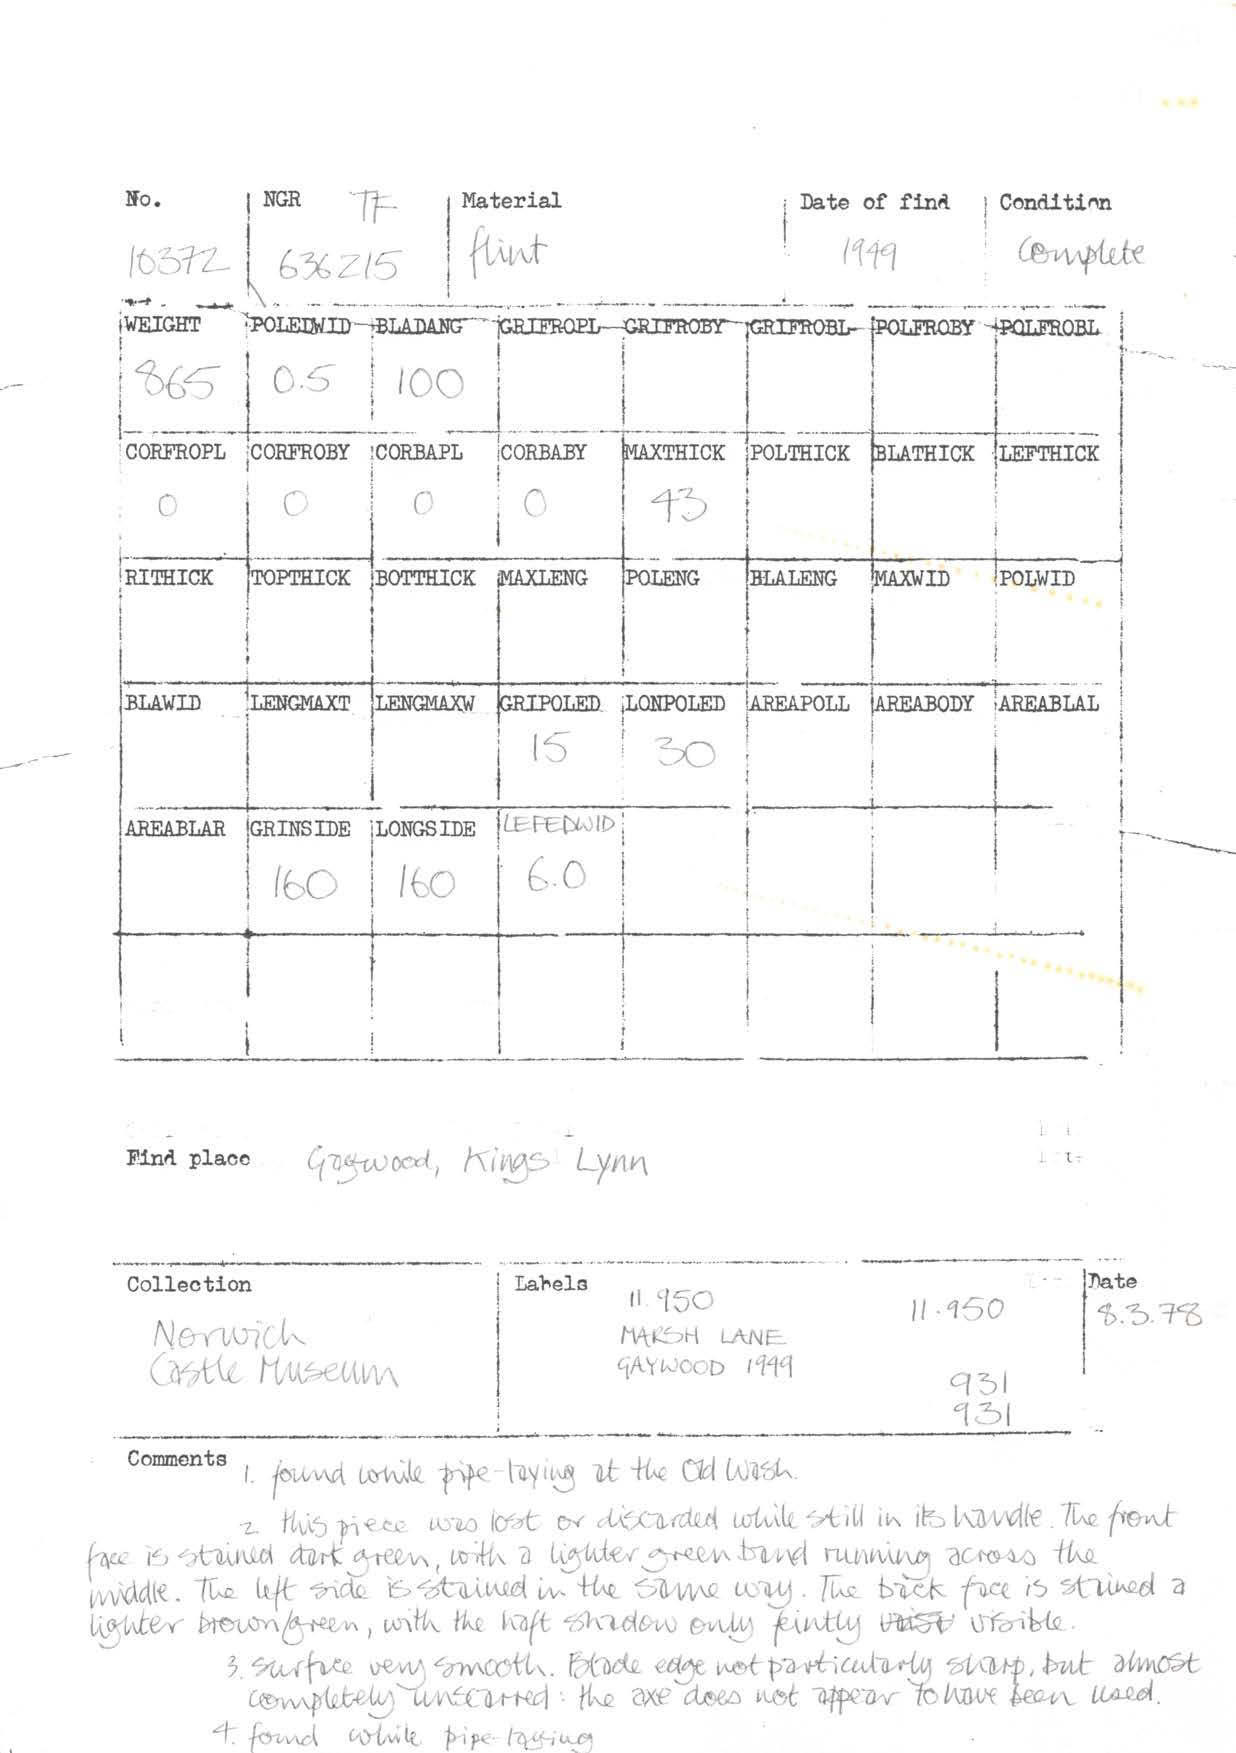 No. NGR TF Material Date of find Condition
10372 636215 flint 1949 Complete
WEIGHT POLEDWID BLADANG GRIFROPL GRIFROBY GRIFROBL POLFROBY POLFROBL
865 0.5 100
CORFROPL CORFROBY CORBAPL CORBABY MAXTHICK POLTHICK BLATHICK LEFTHICK
0 0 0 0 43
RITHICK TOPTHICK BOTTHICK MAXLENG POLENG BLALENG MAXWID POLWID
BLAWID LENGMAXT LENGMAXW GRIPOLED LONPOLED AREAPOLL AREABODY AREABLAL
15 30
AREABLAR GRINSIDE LONGSIDE LEFEDWID
160 160 6.0
Find place Gaywood, Kings Lynn
Collection Labels Date
11.950 11.950 8.3.78
Norwich MARSH LANE
Castle Museum GAYWOOD 1949
931
931
Comments 1. found while pipe-laying at the Old Wash.
2. this piece was lost or discarded while still in its handle. The front
face is stained dark green, with a lighter green band running across the
middle. The left side is stained in the same way. The back face is stained a
lighter brown/green, with the haft shadow only feintly visible.
3. surface very smooth. Blade edge not particularly sharp, but almost
completely unscarred: the axe does not appear to have been used.
4. found while pipe-laying